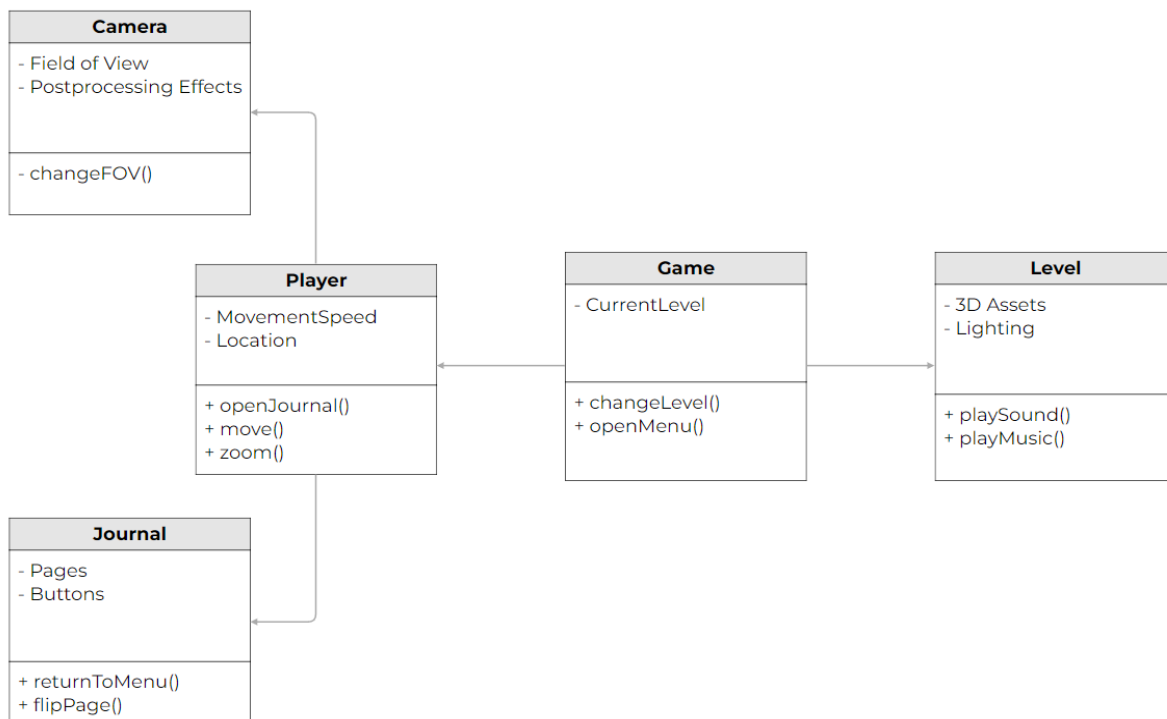 Camera
- Field of View
- Postprocessing Effects
- changeFOV()
Player
- MovementSpeed
- Location
+ openJournal()
+ move()
+ zoom()
Game
- CurrentLevel
+ changeLevel()
+ openMenu()
Level
- 3D Assets
- Lighting
+ playSound()
+ playMusic()
Journal
- Pages
- Buttons
+ returnToMenu()
+ flipPage()